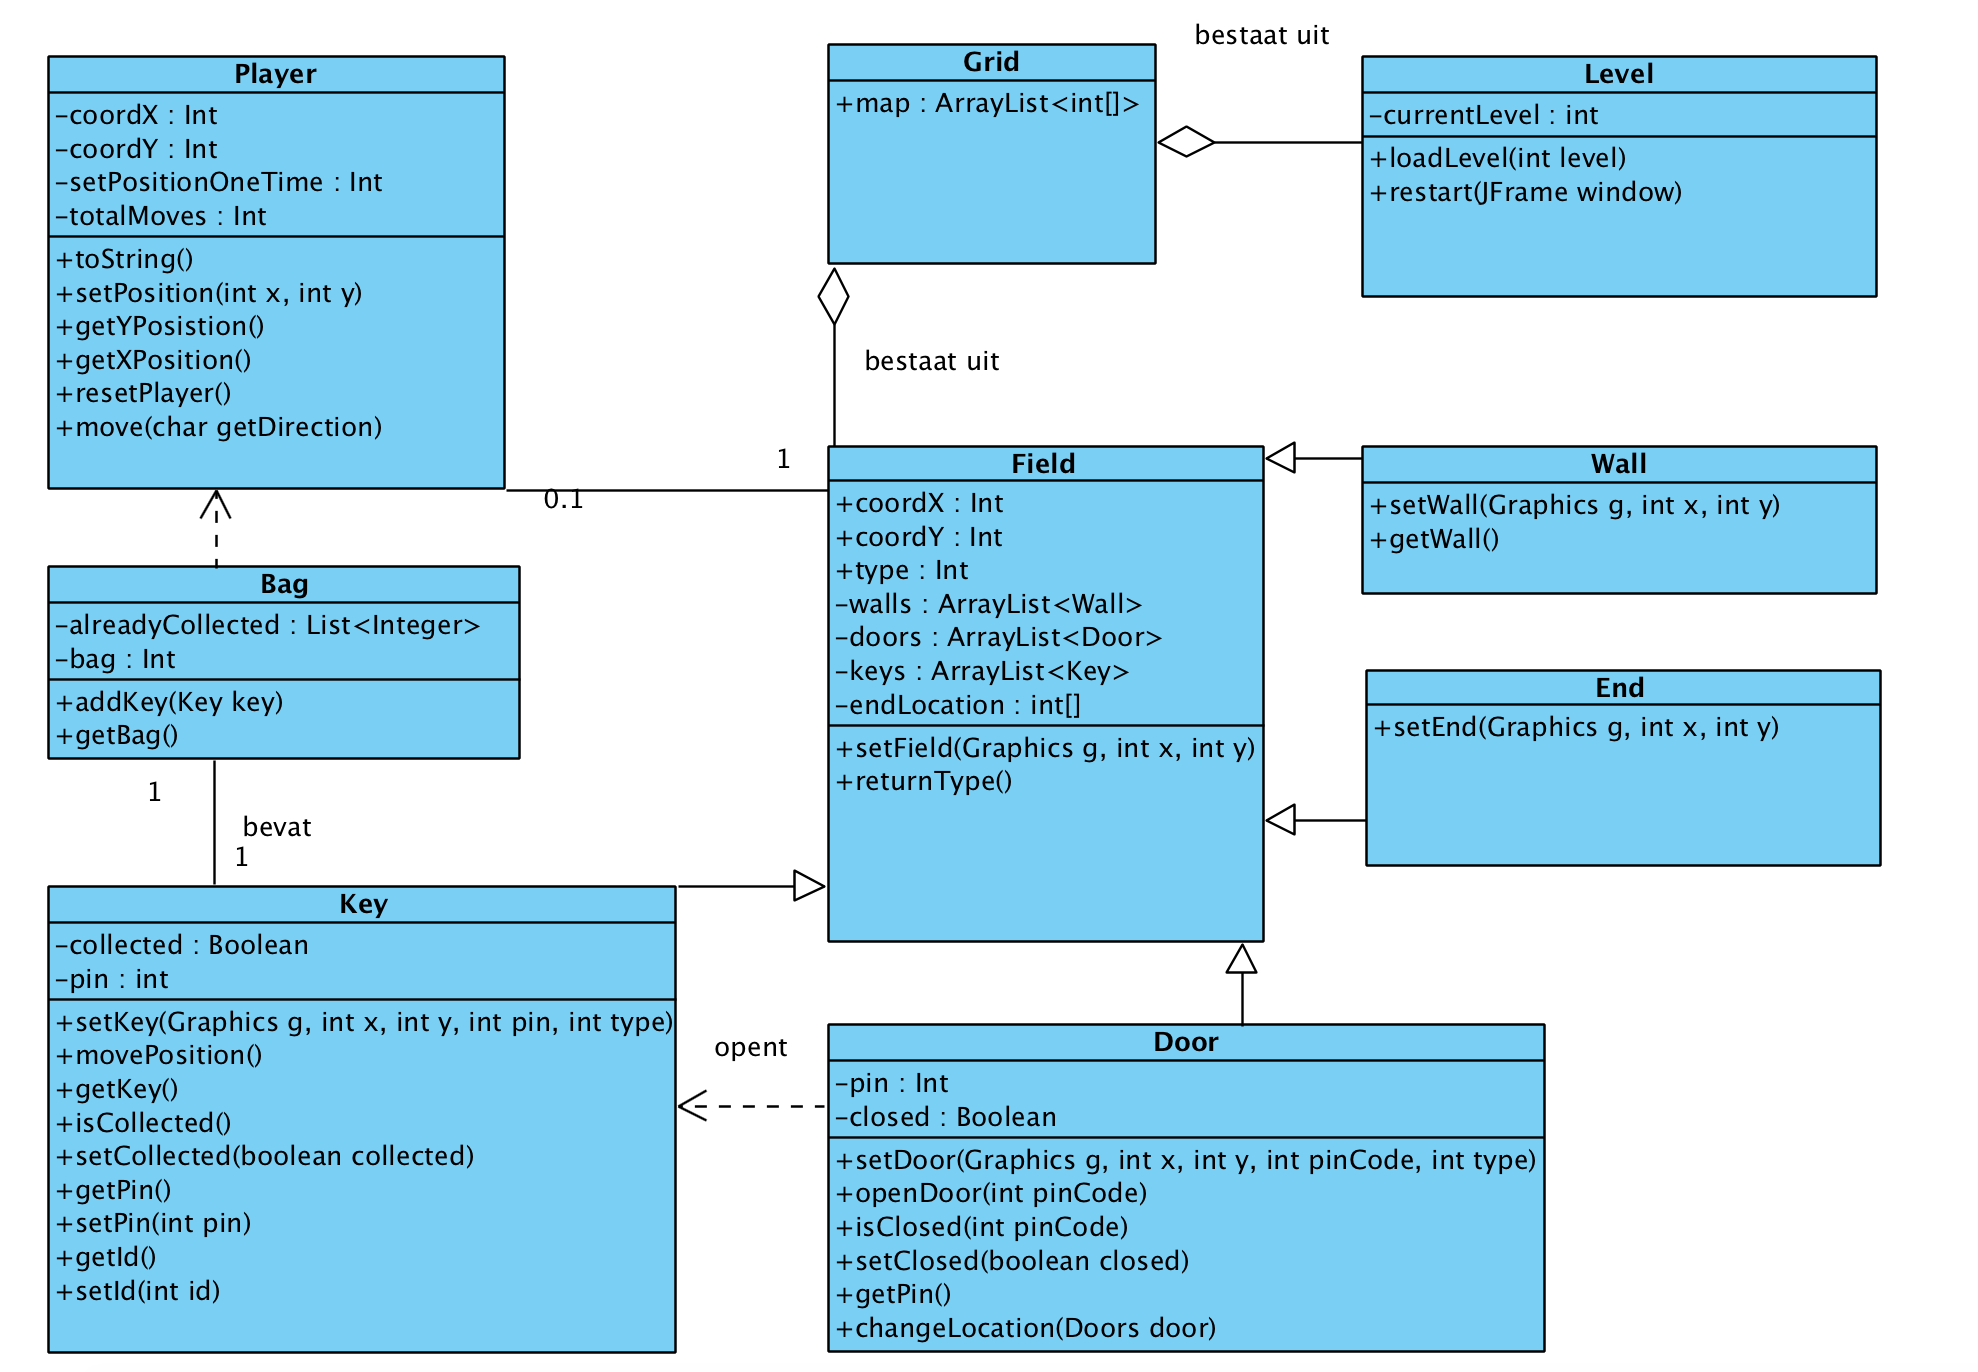 Player
-coordX : Int
-coordY : Int
-setPositionOneTime : Int
-totalMoves : Int
+toString()
+setPosition(int x, int y)
+getYPosistion()
+getXPosition()
+resetPlayer()
+move(char getDirection)
Grid
+map : ArrayList<int[]>
bestaat uit
Level
-currentLevel : int
+loadLevel(int level)
+restart(JFrame window)
bestaat uit
1
0.1
Field
+coordX : Int
+coordY : Int
+type : Int
-walls : ArrayList<Wall>
-doors : ArrayList<Door>
-keys : ArrayList<Key>
-endLocation : int[]
+setField(Graphics g, int x, int y)
+returnType()
Wall
+setWall(Graphics g, int x, int y)
+getWall()
Bag
-alreadyCollected : List<Integer>
-bag : Int
+addKey(Key key)
+getBag()
End
+setEnd(Graphics g, int x, int y)
1
bevat
1
Key
-collected : Boolean
-pin : int
+setKey(Graphics g, int x, int y, int pin, int type)
+movePosition()
+getKey()
+isCollected()
+setCollected(boolean collected)
+getPin()
+setPin(int pin)
+getId()
+setId(int id)
opent
Door
-pin : Int
-closed : Boolean
+setDoor(Graphics g, int x, int y, int pinCode, int type)
+openDoor(int pinCode)
+isClosed(int pinCode)
+setClosed(boolean closed)
+getPin()
+changeLocation(Doors door)